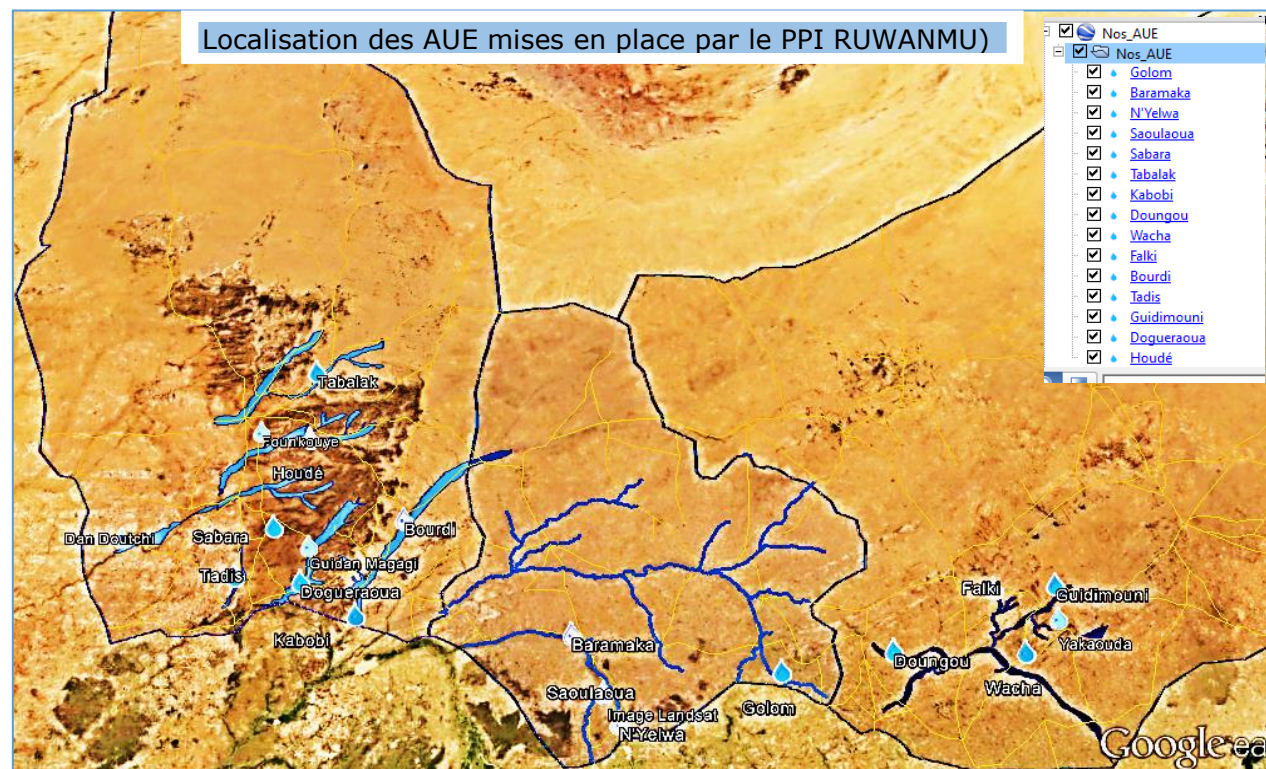 Localisation des AUE mises en place par le PPI RUWANMU)
Nos_AUE
Nos_AUE
Golom
Baramaka
N'Yelwa
Saoulaoua
Sabara
Tabalak
Kabobi
Doungou
Wacha
Falki
Bourdi
Tadis
Guidimouni
Dogueraoua
Houdé
Tabalak
Founkouye
Houdé
Dan Doutchi
Sabara
Bourdi
Guidan Magagi
Tadis
Dogueraoua
Kabobi
Baramaka
Saoulaoua
Image Landsat
N'Yelwa
Golom
Falki
Guidimouni
Yakaouda
Doungou
Wacha
Google ea